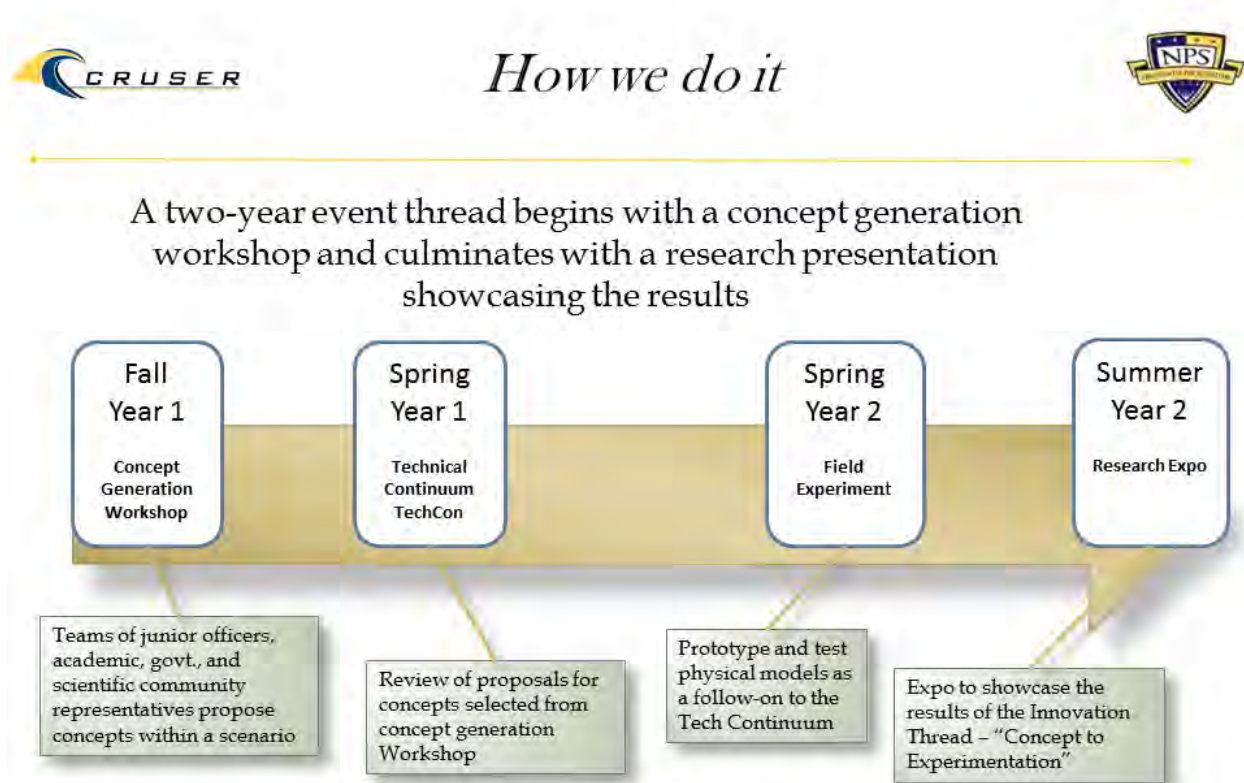 CRUSER
How we do it
NPS
A two-year event thread begins with a concept generation
workshop and culminates with a research presentation
showcasing the results
Fall
Year 1
Concept
Generation
Workshop
Spring
Year 1
Technical
Continuum
TechCon
Spring
Year 2
Field
Experiment
Summer
Year 2
Research Expo
Teams of junior officers,
academic, govt., and
scientific community
representatives propose
concepts within a scenario
Review of proposals for
concepts selected from
concept generation
Workshop
Prototype and test
physical models as
a follow-on to the
Tech Continuum
Expo to showcase the
results of the Innovation
Thread – “Concept to
Experimentation”